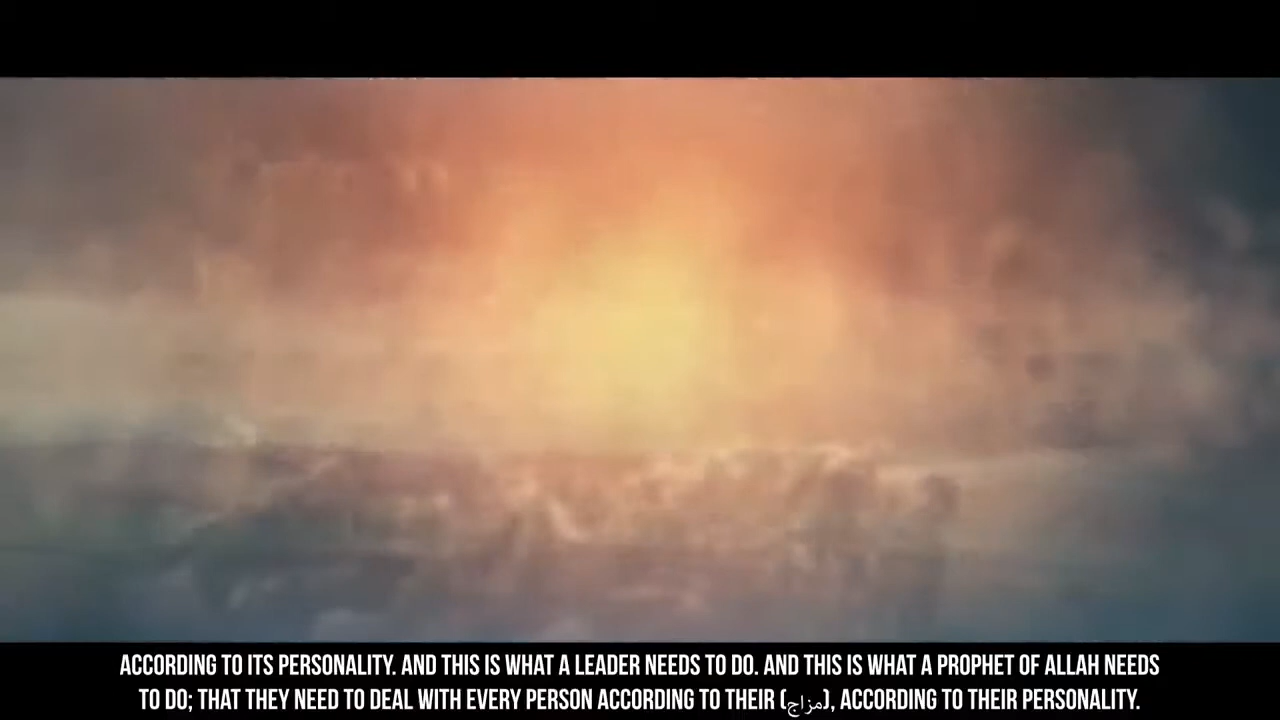 ACCORDING TO ITS PERSONALITY. AND THIS IS WHAT A LEADER NEEDS TO DO. AND THIS IS WHAT A PROPHET OF ALLAH NEEDS
TO DO; THAT THEY NEED TO DEAL WITH EVERY PERSON ACCORDING TO THEIR (مزاج), ACCORDING TO THEIR PERSONALITY.